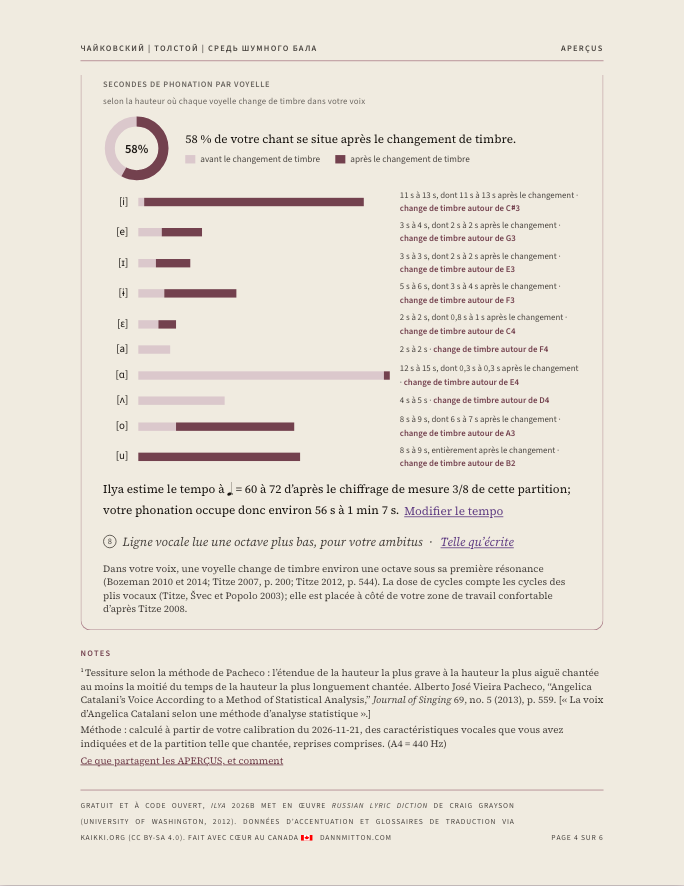 ЧАЙКОВСКИЙ | ТОЛСТОЙ | СРЕДЬ ШУМНОГО БАЛА
APERÇUS
SECONDES DE PHONATION PAR VOYELLE
selon la hauteur où chaque voyelle change de timbre dans votre voix
58%
58 % de votre chant se situe après le changement de timbre.
avant le changement de timbre
après le changement de timbre
[i]
11 s à 13 s, dont 11 s à 13 s après le changement ·
change de timbre autour de C#3
[e]
3 s à 4 s, dont 2 s à 2 s après le changement ·
change de timbre autour de G3
[ɪ]
3 s à 3 s, dont 2 s à 2 s après le changement ·
change de timbre autour de E3
[ɨ]
5 s à 6 s, dont 3 s à 4 s après le changement ·
change de timbre autour de F3
[ɛ]
2 s à 2 s, dont 0,8 s à 1 s après le changement ·
change de timbre autour de C4
[a]
2 s à 2 s · change de timbre autour de F4
[ɑ]
12 s à 15 s, dont 0,3 s à 0,3 s après le changement
· change de timbre autour de E4
[ʌ]
4 s à 5 s · change de timbre autour de D4
[o]
8 s à 9 s, dont 6 s à 7 s après le changement ·
change de timbre autour de A3
[u]
8 s à 9 s, entièrement après le changement ·
change de timbre autour de B2
Ilya estime le tempo à ♩ = 60 à 72 d’après le chiffrage de mesure 3/8 de cette partition;
votre phonation occupe donc environ 56 s à 1 min 7 s. Modifier le tempo
8 Ligne vocale lue une octave plus bas, pour votre ambitus · Telle qu’écrite
Dans votre voix, une voyelle change de timbre environ une octave sous sa première résonance
(Bozeman 2010 et 2014; Titze 2007, p. 200; Titze 2012, p. 544). La dose de cycles compte les cycles des
plis vocaux (Titze, Švec et Popolo 2003); elle est placée à côté de votre zone de travail confortable
d’après Titze 2008.
NOTES
¹ Tessiture selon la méthode de Pacheco : l’étendue de la hauteur la plus grave à la hauteur la plus aiguë chantée
au moins la moitié du temps de la hauteur la plus longuement chantée. Alberto José Vieira Pacheco, “Angelica
Catalani’s Voice According to a Method of Statistical Analysis,” Journal of Singing 69, no. 5 (2013), p. 559. [« La voix
d’Angelica Catalani selon une méthode d’analyse statistique ».]
Méthode : calculé à partir de votre calibration du 2026-11-21, des caractéristiques vocales que vous avez
indiquées et de la partition telle que chantée, reprises comprises. (A4 = 440 Hz)
Ce que partagent les APERÇUS, et comment
GRATUIT ET À CODE OUVERT, ILYA 2026B MET EN ŒUVRE RUSSIAN LYRIC DICTION DE CRAIG GRAYSON
(UNIVERSITY OF WASHINGTON, 2012). DONNÉES D’ACCENTUATION ET GLOSSAIRES DE TRADUCTION VIA
KAIKKI.ORG (CC BY-SA 4.0). FAIT AVEC CŒUR AU CANADA 🇨🇦 DANNMITTON.COM
PAGE 4 SUR 6